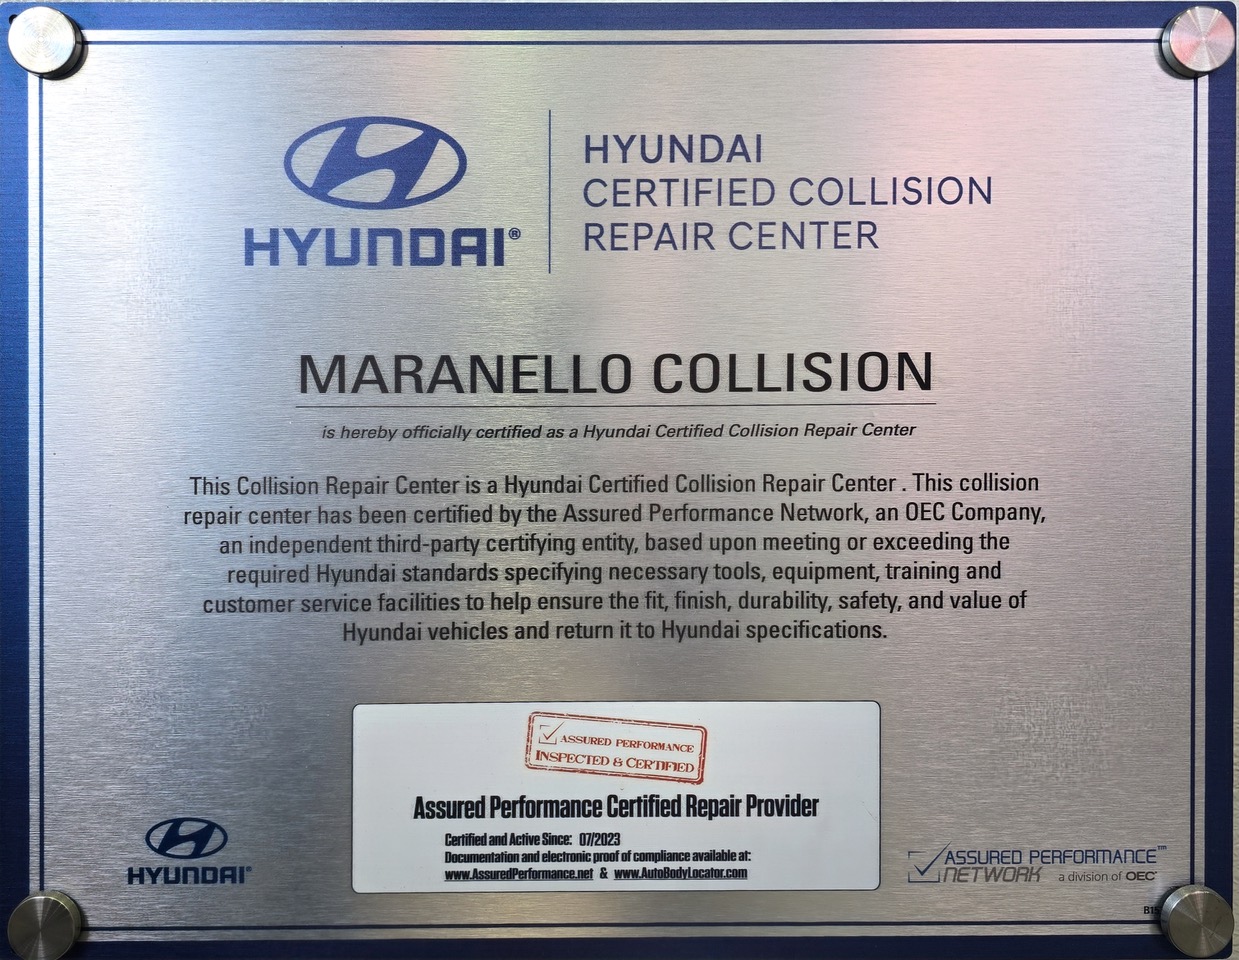 HYUNDAI
CERTIFIED COLLISION
REPAIR CENTER
HYUNDAI®
MARANELLO COLLISION
is hereby officially certified as a Hyundai Certified Collision Repair Center
This Collision Repair Center is a Hyundai Certified Collision Repair Center . This collision
repair center has been certified by the Assured Performance Network, an OEC Company,
an independent third-party certifying entity, based upon meeting or exceeding the
required Hyundai standards specifying necessary tools, equipment, training and
customer service facilities to help ensure the fit, finish, durability, safety, and value of
Hyundai vehicles and return it to Hyundai specifications.
ASSURED PERFORMANCE
INSPECTED & CERTIFIED
Assured Performance Certified Repair Provider
Certified and Active Since: 07/2023
Documentation and electronic proof of compliance available at:
www.AssuredPerformance.net & www.AutoBodyLocator.com
HYUNDAI®
ASSURED PERFORMANCE™
NETWORK a division of OEC